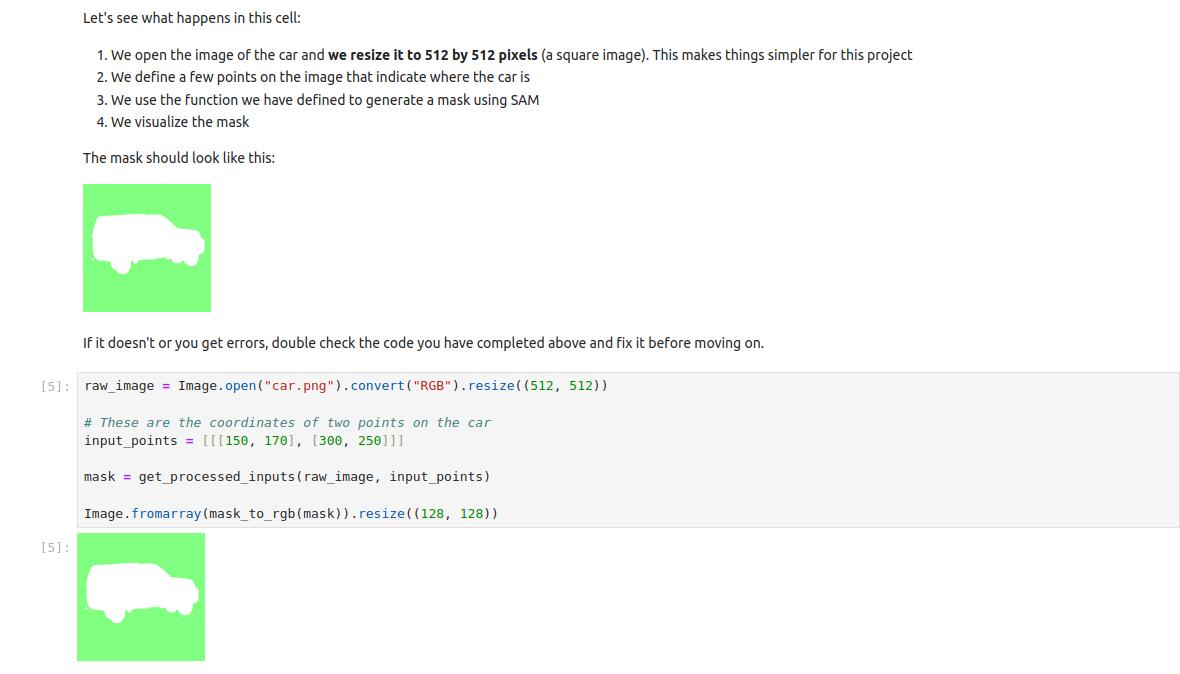 Let's see what happens in this cell:
1. We open the image of the car and we resize it to 512 by 512 pixels (a square image). This makes things simpler for this project
2. We define a few points on the image that indicate where the car is
3. We use the function we have defined to generate a mask using SAM
4. We visualize the mask
The mask should look like this:
If it doesn't or you get errors, double check the code you have completed above and fix it before moving on.
[5]: raw_image = Image.open("car.png").convert("RGB").resize((512, 512))
# These are the coordinates of two points on the car
input_points = [[[150, 170], [300, 250]]]
mask = get_processed_inputs(raw_image, input_points)
Image.fromarray(mask_to_rgb(mask)).resize((128, 128))
[5]: